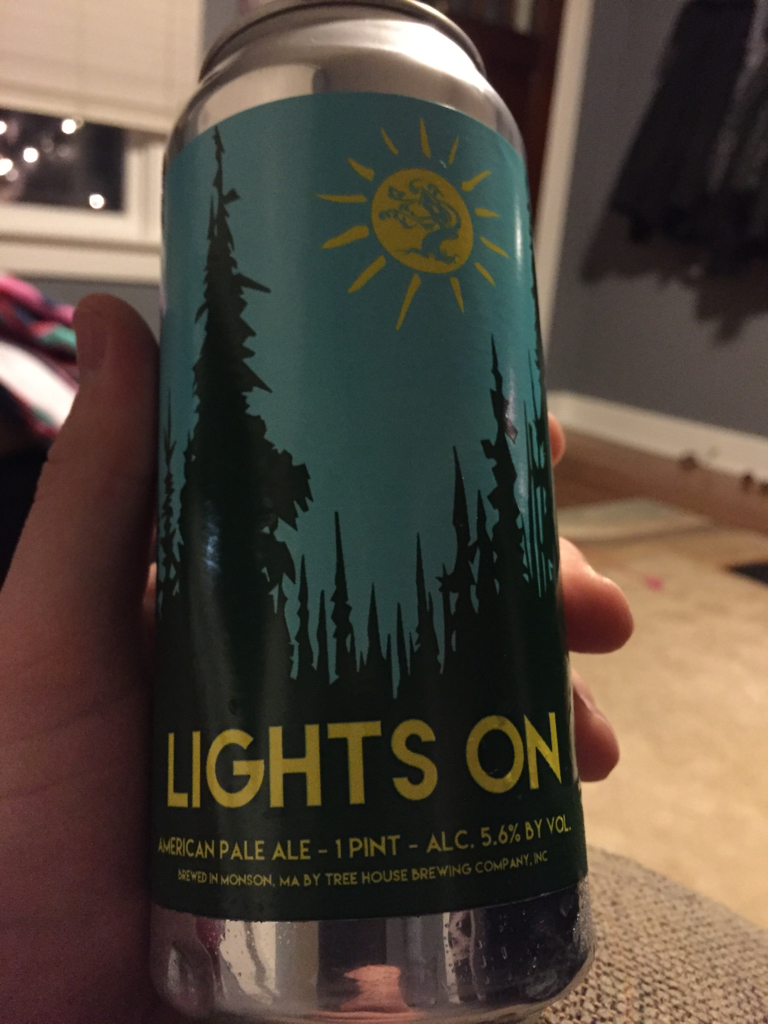 LIGHTS ON
AMERICAN PALE ALE - 1 PINT - ALC. 5.6% BY VOL.
BREWED IN MONSON, MA BY TREE HOUSE BREWING COMPANY, INC